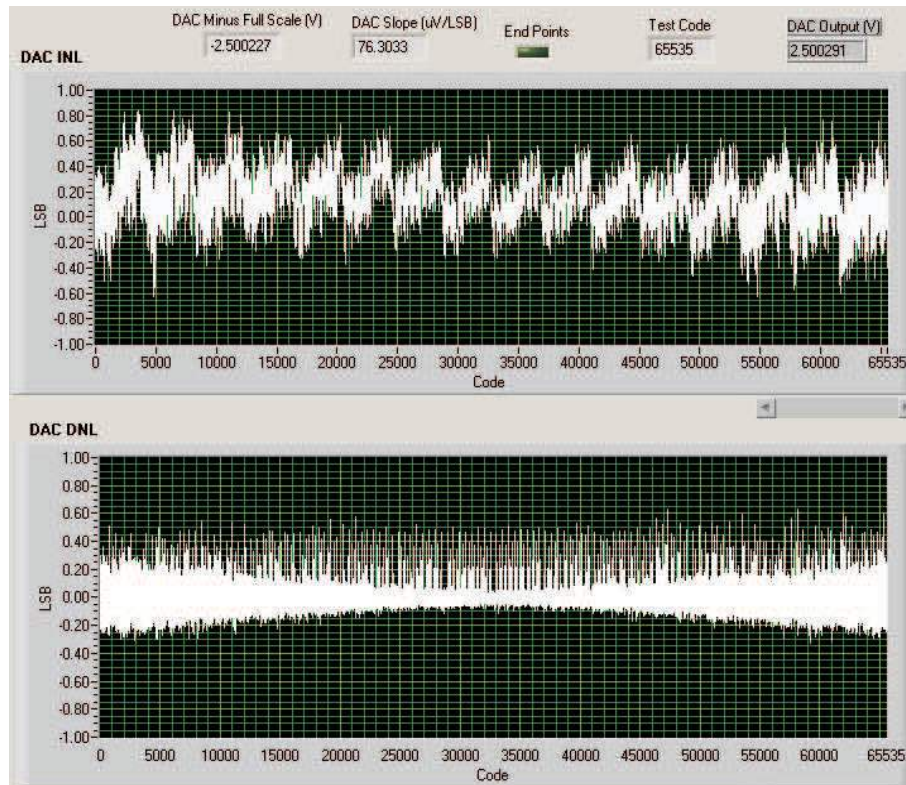 DAC Minus Full Scale (V)
DAC Slope (uV/LSB)
End Points
Test Code
DAC Output (V)
-2.500227
76.3033
65535
2.500291
DAC INL
1.00
0.80
0.60
0.40
0.20
0.00
-0.20
-0.40
-0.60
-0.80
-1.00
LSB
0 5000 10000 15000 20000 25000 30000 35000 40000 45000 50000 55000 60000 65535
Code
DAC DNL
1.00
0.80
0.60
0.40
0.20
0.00
-0.20
-0.40
-0.60
-0.80
-1.00
LSB
0 5000 10000 15000 20000 25000 30000 35000 40000 45000 50000 55000 60000 65535
Code